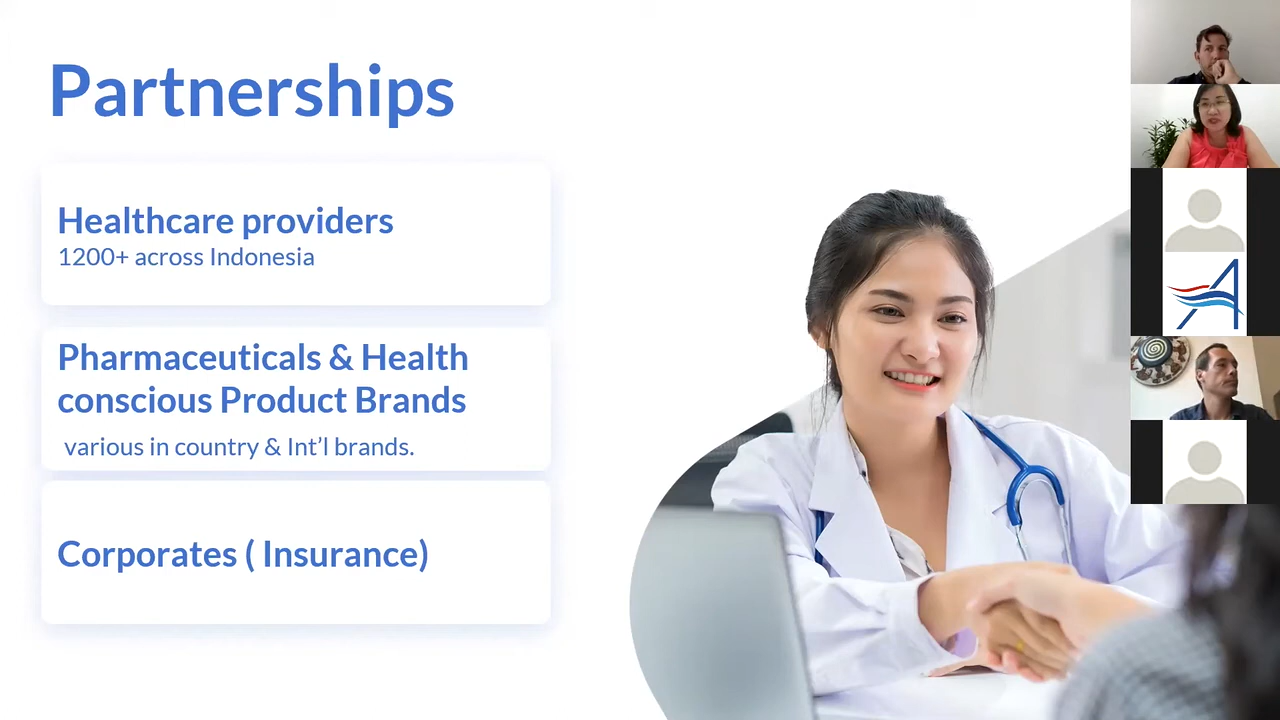 Partnerships
Healthcare providers
1200+ across Indonesia
Pharmaceuticals & Health
conscious Product Brands
various in country & Int'l brands.
Corporates ( Insurance)